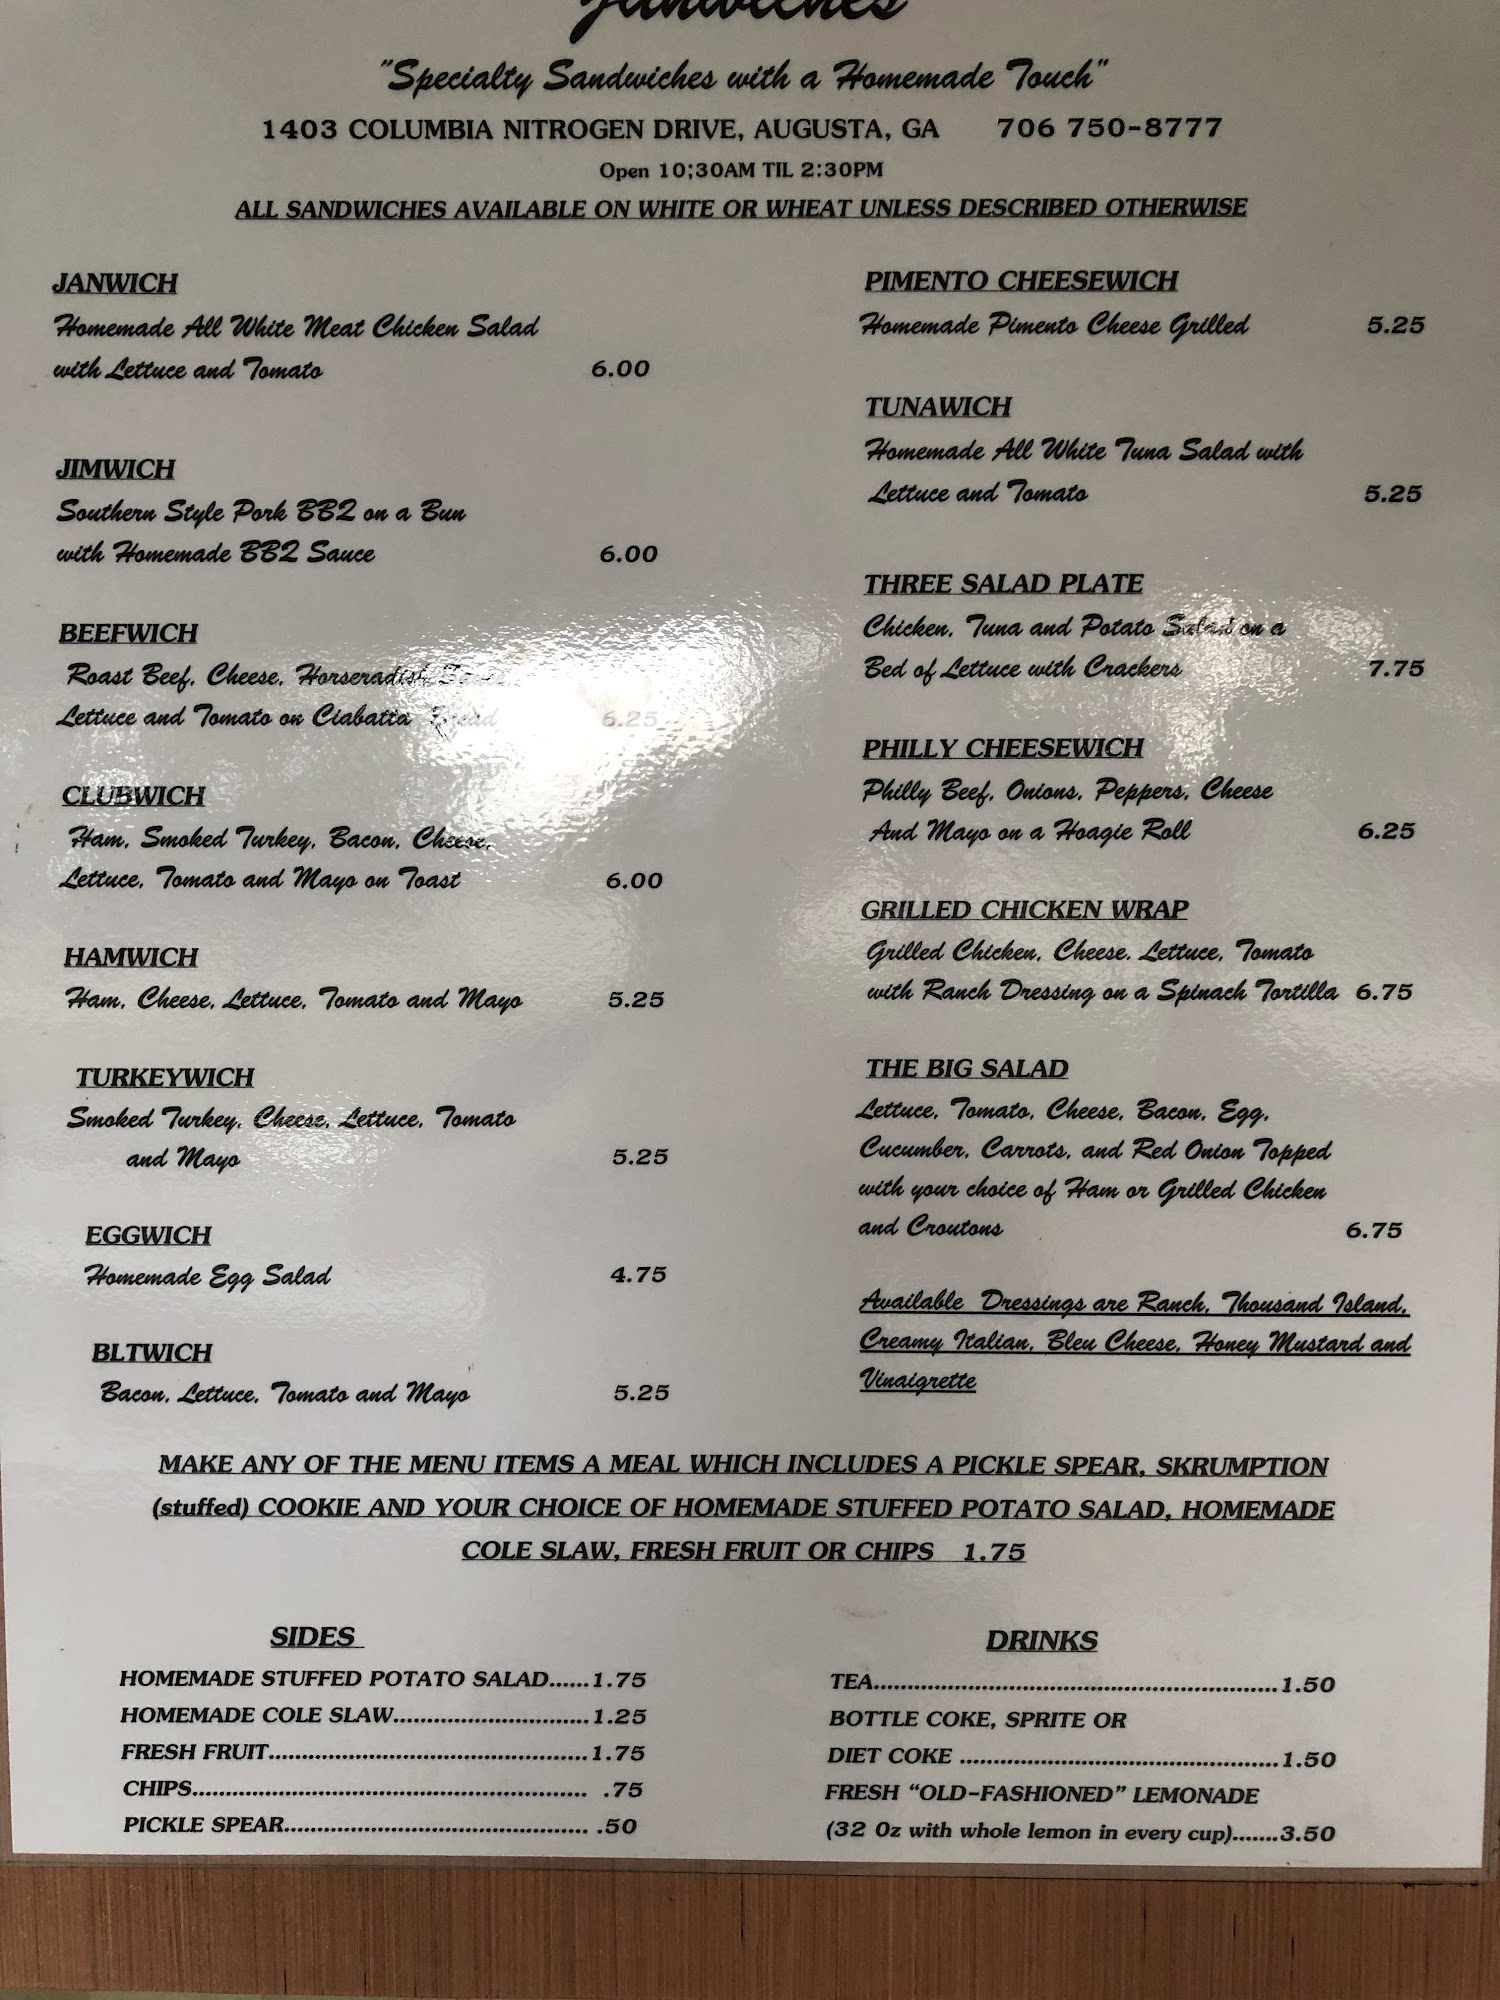 "Specialty Sandwiches with a Homemade Touch"
1403 COLUMBIA NITROGEN DRIVE, AUGUSTA, GA 706 750-8777
Open 10;30AM TIL 2:30PM
ALL SANDWICHES AVAILABLE ON WHITE OR WHEAT UNLESS DESCRIBED OTHERWISE
JANWICH
Homemade All White Meat Chicken Salad
with Lettuce and Tomato 6.00
JIMWICH
Southern Style Pork BBQ on a Bun
with Homemade BBQ Sauce 6.00
BEEFWICH
Roast Beef, Cheese, Horseradish
Lettuce and Tomato on Ciabatta Bread 6.25
CLUBWICH
Ham, Smoked Turkey, Bacon, Cheese,
Lettuce, Tomato and Mayo on Toast 6.00
HAMWICH
Ham, Cheese, Lettuce, Tomato and Mayo 5.25
TURKEYWICH
Smoked Turkey, Cheese, Lettuce, Tomato
and Mayo 5.25
EGGWICH
Homemade Egg Salad 4.75
BLTWICH
Bacon, Lettuce, Tomato and Mayo 5.25
PIMENTO CHEESEWICH
Homemade Pimento Cheese Grilled 5.25
TUNAWICH
Homemade All White Tuna Salad with
Lettuce and Tomato 5.25
THREE SALAD PLATE
Chicken, Tuna and Potato Salad on a
Bed of Lettuce with Crackers 7.75
PHILLY CHEESEWICH
Philly Beef, Onions, Peppers, Cheese
And Mayo on a Hoagie Roll 6.25
GRILLED CHICKEN WRAP
Grilled Chicken, Cheese, Lettuce, Tomato
with Ranch Dressing on a Spinach Tortilla 6.75
THE BIG SALAD
Lettuce, Tomato, Cheese, Bacon, Egg,
Cucumber, Carrots, and Red Onion Topped
with your choice of Ham or Grilled Chicken
and Croutons 6.75
Available Dressings are Ranch, Thousand Island,
Creamy Italian, Bleu Cheese, Honey Mustard and
Vinaigrette
MAKE ANY OF THE MENU ITEMS A MEAL WHICH INCLUDES A PICKLE SPEAR, SKRUMPTION
(stuffed) COOKIE AND YOUR CHOICE OF HOMEMADE STUFFED POTATO SALAD, HOMEMADE
COLE SLAW, FRESH FRUIT OR CHIPS 1.75
SIDES
HOMEMADE STUFFED POTATO SALAD......1.75
HOMEMADE COLE SLAW.............................1.25
FRESH FRUIT...............................................1.75
CHIPS.......................................................... .75
PICKLE SPEAR............................................. .50
DRINKS
TEA............................................................1.50
BOTTLE COKE, SPRITE OR
DIET COKE ...............................................1.50
FRESH "OLD-FASHIONED" LEMONADE
(32 Oz with whole lemon in every cup).......3.50